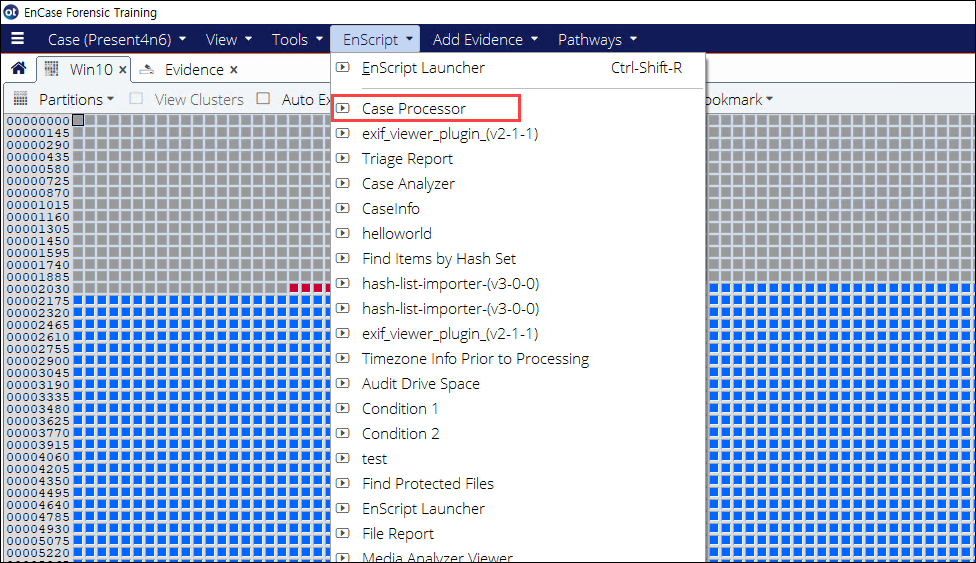 EnCase Forensic Training
Case (Present4n6) View Tools EnScript Add Evidence Pathways
Win10 Evidence
Partitions View Clusters Auto Ex ookmark
EnScript Launcher Ctrl-Shift-R
Case Processor
exif_viewer_plugin_(v2-1-1)
Triage Report
Case Analyzer
CaseInfo
helloworld
Find Items by Hash Set
hash-list-importer-(v3-0-0)
hash-list-importer-(v3-0-0)
exif_viewer_plugin_(v2-1-1)
Timezone Info Prior to Processing
Audit Drive Space
Condition 1
Condition 2
test
Find Protected Files
EnScript Launcher
File Report
Media Analyzer Viewer
00000000
00000145
00000290
00000435
00000580
00000725
00000870
00001015
00001160
00001305
00001450
00001595
00001740
00001885
00002030
00002175
00002320
00002465
00002610
00002755
00002900
00003045
00003190
00003335
00003480
00003625
00003770
00003915
00004060
00004205
00004350
00004495
00004640
00004785
00004930
00005075
00005220